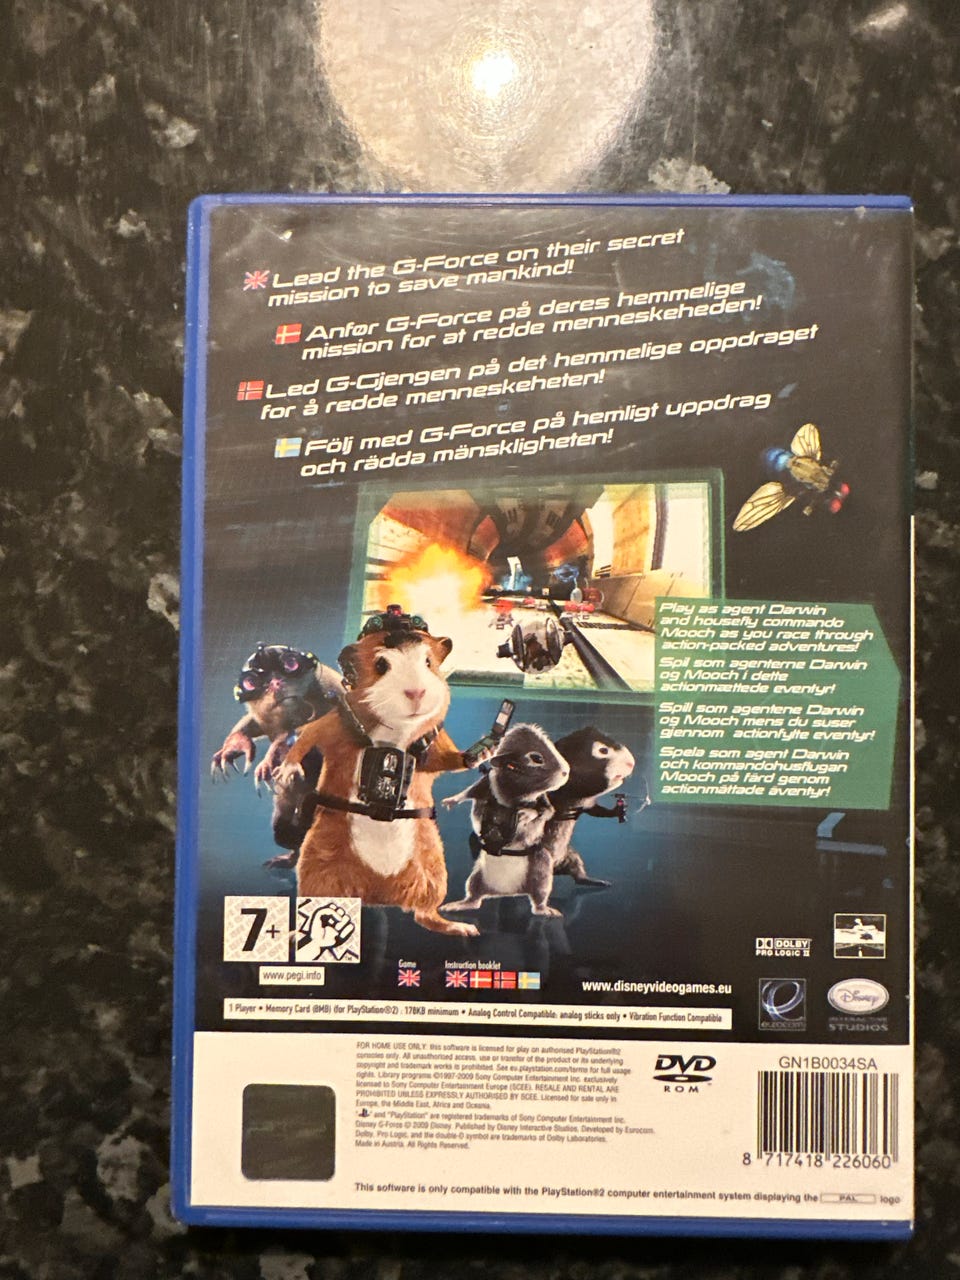 Lead the G-Force on their secret
mission to save mankind!
Anfør G-Force på deres hemmelige
mission for at redde menneskeheden!
Led G-Gjengen på det hemmelige oppdraget
for å redde menneskeheten!
Följ med G-Force på hemligt uppdrag
och rädda mänskligheten!
Play as agent Darwin
and housefly commando
Mooch as you race through
action-packed adventures!
Spil som agenterne Darwin
og Mooch i dette
actionmættede eventyr!
Spill som agentene Darwin
og Mooch mens du suser
gjennom actionfylte eventyr!
Spela som agent Darwin
och kommandohusflugan
Mooch på färd genom
actionmättade äventyr!
7+
www.pegi.info
Game
Instruction booklet
www.disneyvideogames.eu
DOLBY
PRO LOGIC II
eurocom
Disney
INTERACTIVE
STUDIOS
1 Player • Memory Card (8MB) (for PlayStation®2) : 178KB minimum • Analog Control Compatible: analog sticks only • Vibration Function Compatible
FOR HOME USE ONLY: this software is licensed for play on authorised PlayStation®2
consoles only. All unauthorised access, use or transfer of the product or its underlying
copyright and trademark works is prohibited. See eu.playstation.com/terms for full usage
rights. Library programs ©1997-2009 Sony Computer Entertainment Inc. exclusively
licensed to Sony Computer Entertainment Europe (SCEE). RESALE AND RENTAL ARE
PROHIBITED UNLESS EXPRESSLY AUTHORISED BY SCEE. Licensed for sale only in
Europe, the Middle East, Africa and Oceania.
" " and "PlayStation" are registered trademarks of Sony Computer Entertainment Inc.
Disney G-Force © 2009 Disney. Published by Disney Interactive Studios. Developed by Eurocom.
Dolby, Pro Logic, and the double-D symbol are trademarks of Dolby Laboratories.
Made in Austria. All Rights Reserved.
DVD
ROM
GN1B0034SA
8 717418 226060
This software is only compatible with the PlayStation®2 computer entertainment system displaying the PAL logo